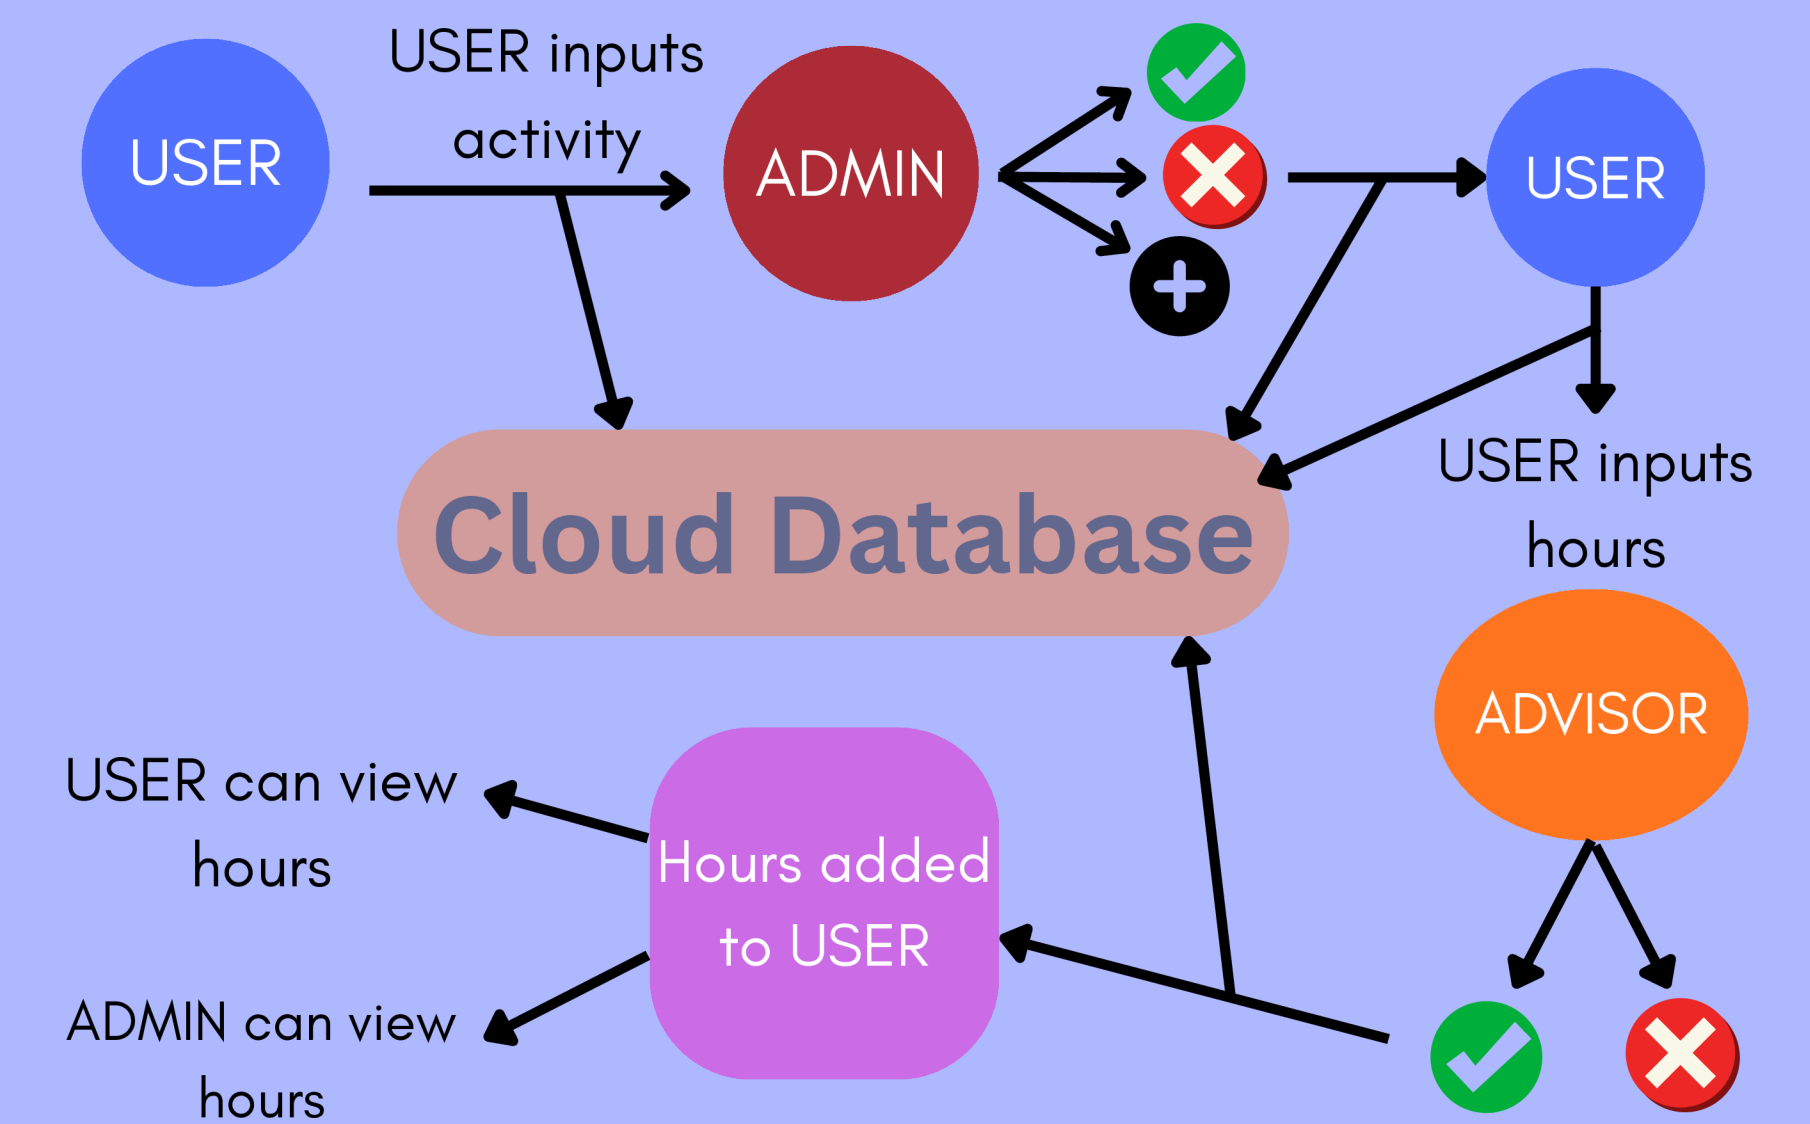 USER
USER inputs
activity
ADMIN
USER
Cloud Database
USER inputs
hours
ADVISOR
USER can view
hours
Hours added
to USER
ADMIN can view
hours